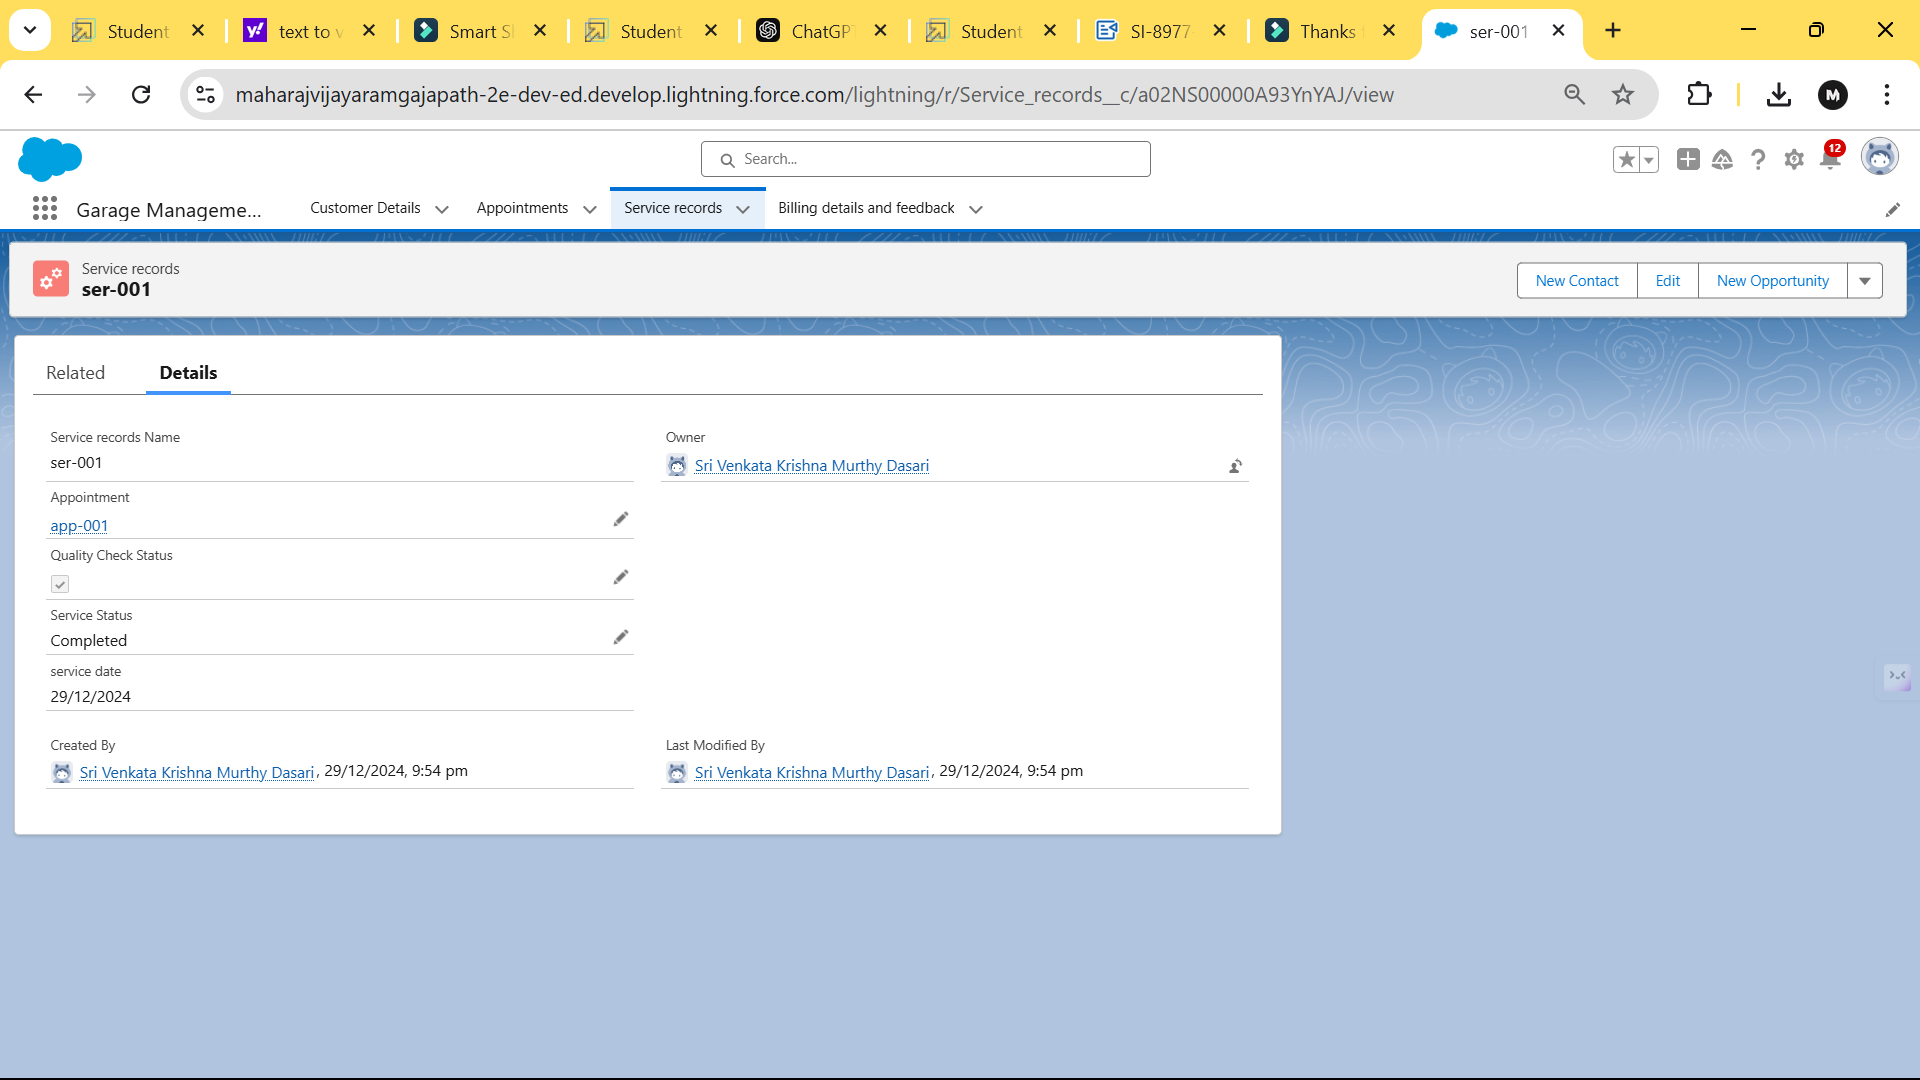 Student
text to v
Smart S
Student
ChatGP
Student
SI-8977
Thanks
ser-001
maharajvijayaramgajapath-2e-dev-ed.develop.lightning.force.com/lightning/r/Service_records__c/a02NS00000A93YnYAJ/view
M
Search...
12
Garage Manageme...
Customer Details
Appointments
Service records
Billing details and feedback
Service records
ser-001
New Contact
Edit
New Opportunity
Related
Details
Service records Name
ser-001
Owner
Sri Venkata Krishna Murthy Dasari
Appointment
app-001
Quality Check Status
Service Status
Completed
service date
29/12/2024
Created By
Sri Venkata Krishna Murthy Dasari, 29/12/2024, 9:54 pm
Last Modified By
Sri Venkata Krishna Murthy Dasari, 29/12/2024, 9:54 pm